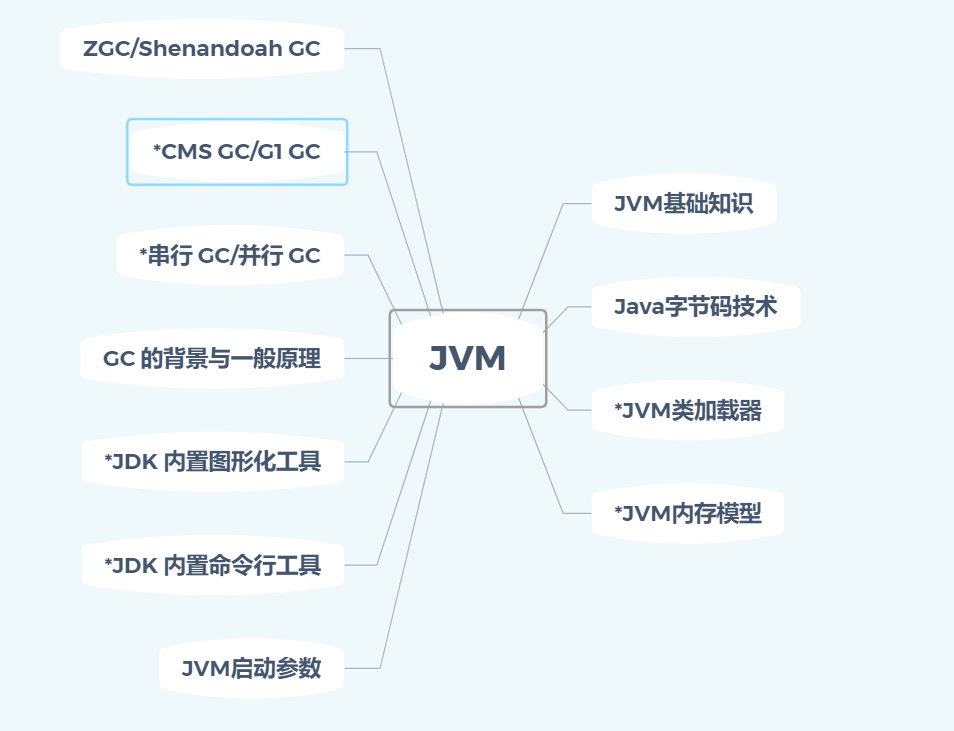 ZGC/Shenandoah GC
*CMS GC/G1 GC
*串行 GC/并行 GC
GC 的背景与一般原理
*JDK 内置图形化工具
*JDK 内置命令行工具
JVM启动参数
JVM
JVM基础知识
Java字节码技术
*JVM类加载器
*JVM内存模型